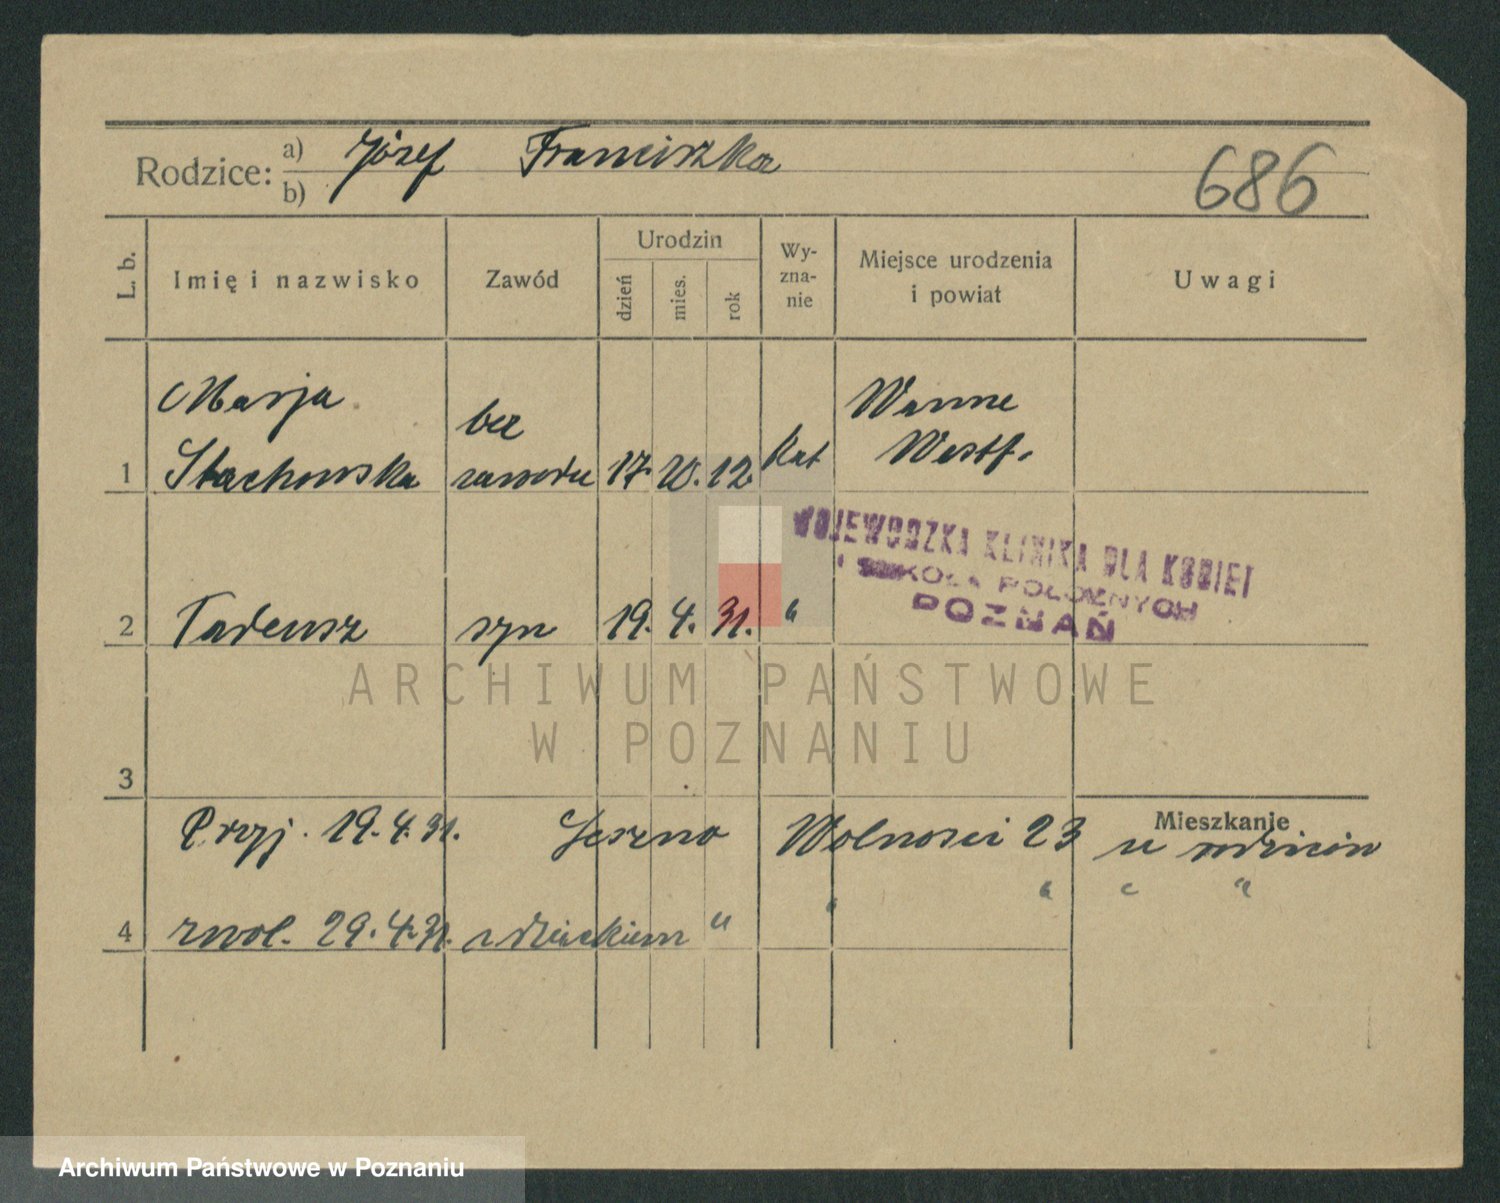 Rodzice: a) Józef Franciszka
b)
686
L. b.
Imię i nazwisko
Zawód
Urodzin
dzień
mies.
rok
Wy-
zna-
nie
Miejsce urodzenia
i powiat
Uwagi
Marja
Stachowska
bez
zawodu
17. 12.
kat
Wanne
Westf.
1
WOJEWÓDZKA KLINIKA DLA KOBIET
I SZKOŁA POŁOŻNYCH
POZNAŃ
2 Tadeusz syn 19. 4. 31. "
ARCHIWUM PAŃSTWOWE
W POZNANIU
3
Mieszkanie
Przyj. 19.4.31. Leszno Wolności 23 u rodziców
" " " "
4 zwol. 29.4.31. z dzieckiem "
Archiwum Państwowe w Poznaniu